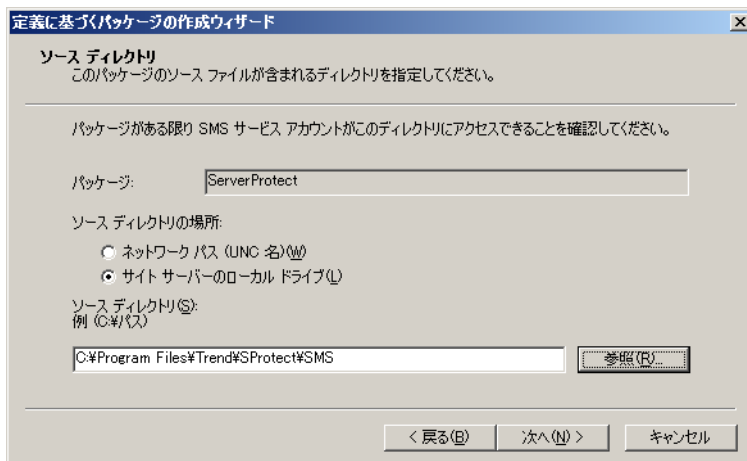 定義に基づくパッケージの作成ウィザード
ソース ディレクトリ
このパッケージのソース ファイルが含まれるディレクトリを指定してください。
パッケージがある限り SMS サービス アカウントがこのディレクトリにアクセスできることを確認してください。
パッケージ: ServerProtect
ソース ディレクトリの場所:
ネットワーク パス (UNC 名)(W)
サイト サーバーのローカル ドライブ(L)
ソース ディレクトリ(S):
例 (C:¥パス)
C:¥Program Files¥Trend¥SProtect¥SMS 参照(R)...
< 戻る(B) 次へ(N) > キャンセル